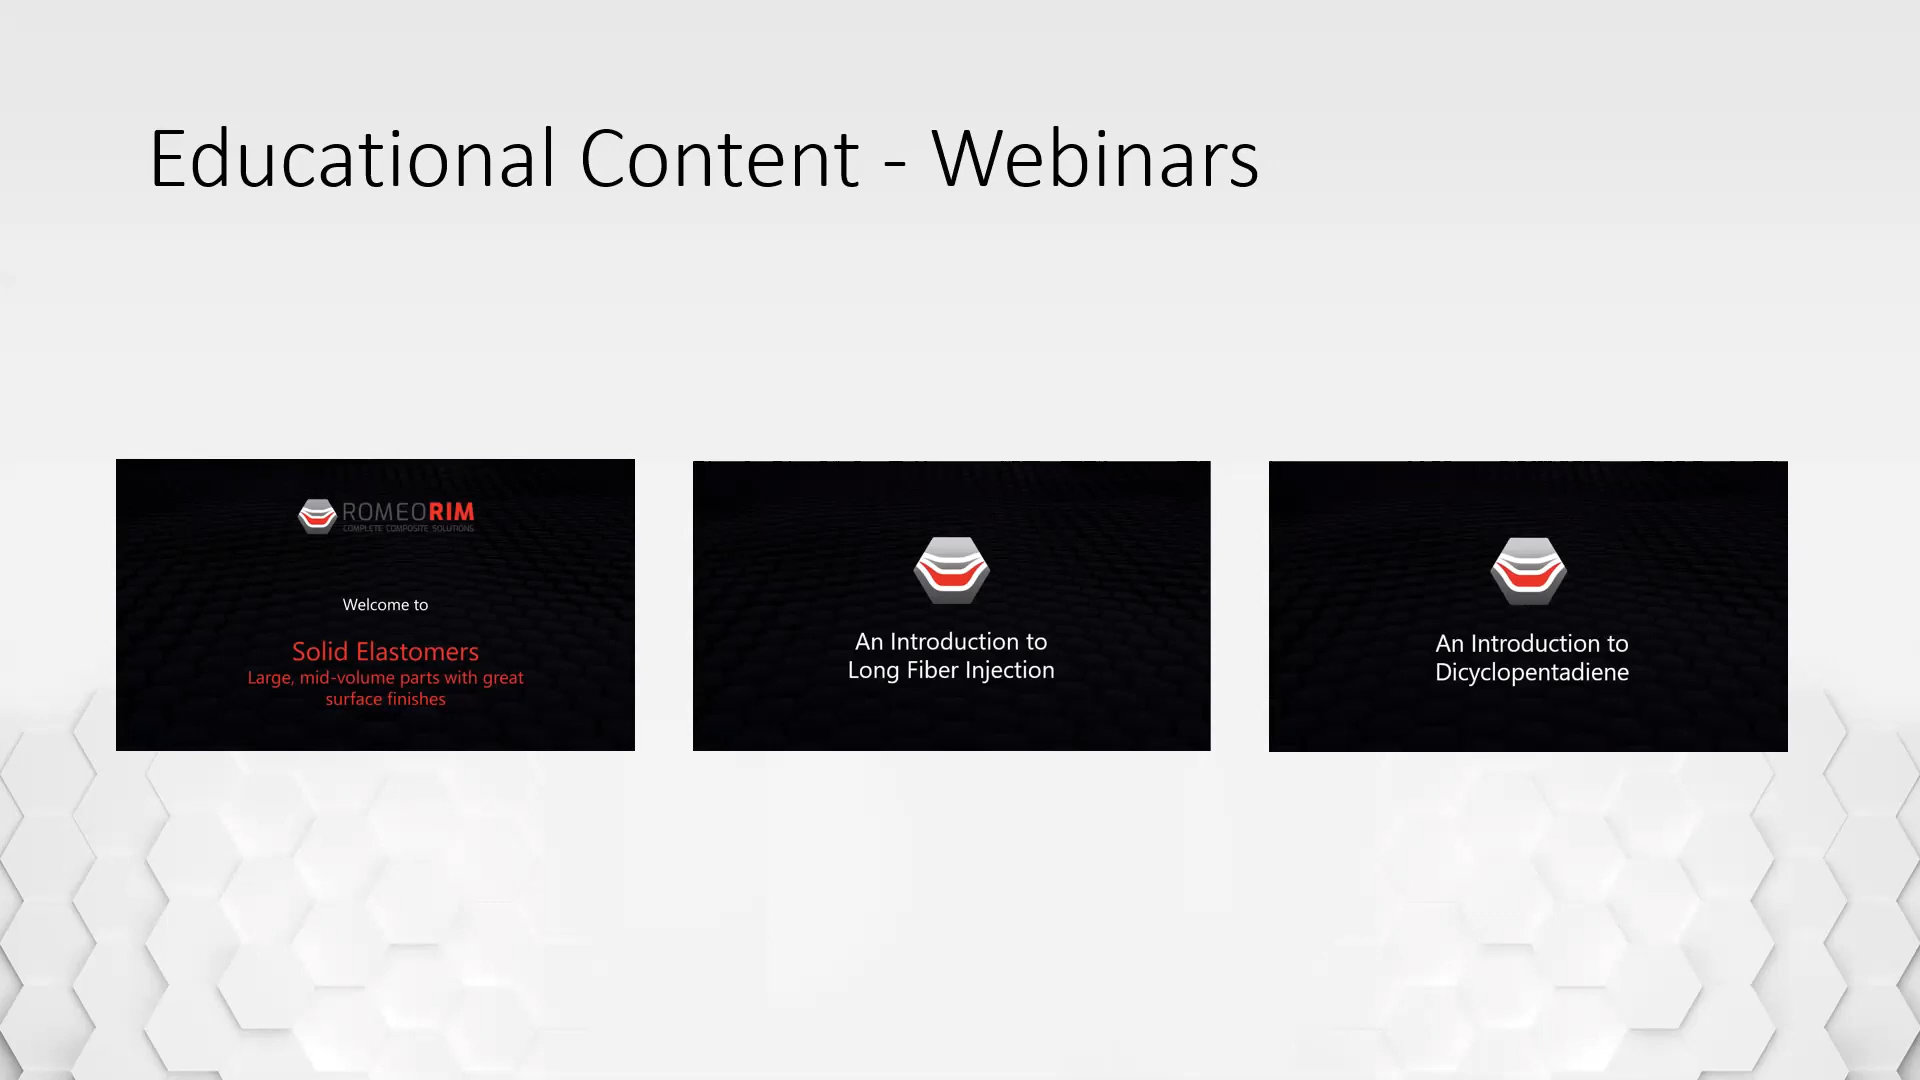 Educational Content - Webinars
ROMEORIM
COMPLETE COMPOSITE SOLUTIONS
Welcome to
Solid Elastomers
Large, mid-volume parts with great
surface finishes
An Introduction to
Long Fiber Injection
An Introduction to
Dicyclopentadiene